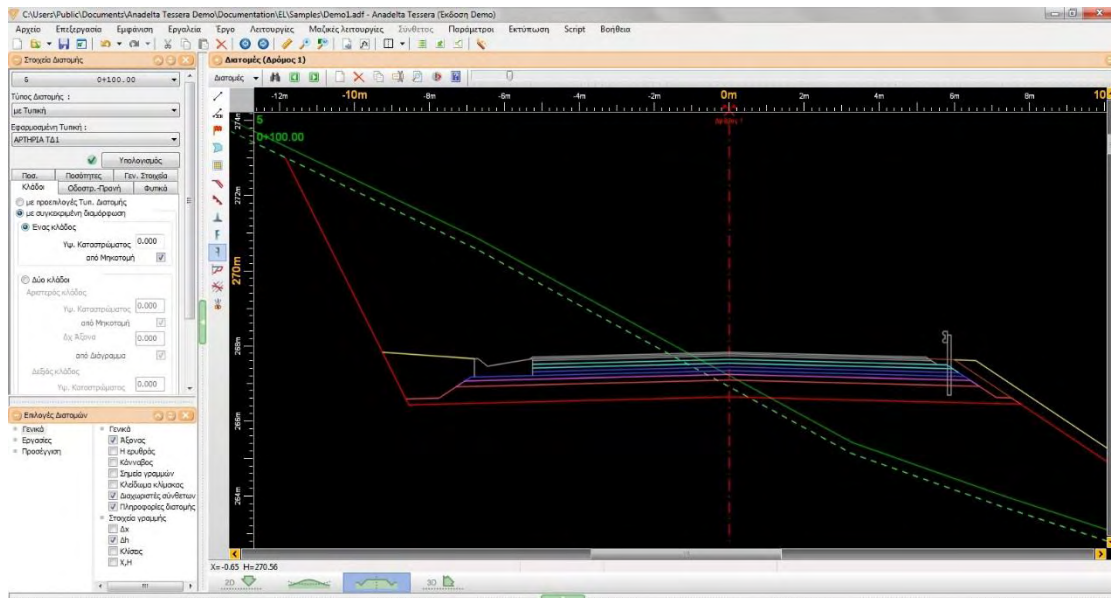 C:\Users\Public\Documents\Anadelta Tessera Demo\Documentation\EL\Samples\Demo1.adf - Anadelta Tessera (Έκδοση Demo)
Αρχείο Επεξεργασία Εμφάνιση Εργαλεία Έργο Λειτουργίες Μαζικές λειτουργίες Σύνθετος Παράμετροι Εκτύπωση Script Βοήθεια
Στοιχεία Διατομής
Διατομές (Δρόμος 1)
6 0+100.00
Διατομές
Τύπος Διατομής :
με Τυπική
Εφαρμοσμένη Τυπική :
ΑΡΤΗΡΙΑ ΤΔ1
Υπολογισμός
Ποσ. Ποσότητες Γεν. Στοιχεία
Κλάδοι Οδοστρ.-Πρανή Φυτικά
με προεπιλογές Τυπ. Διατομής
με συγκεκριμένη διαμόρφωση
Ένας κλάδος
Υψ. Καταστρώματος 0.000
από Μηκοτομή
Δύο κλάδοι
Αριστερός κλάδος
Υψ. Καταστρώματος 0.000
από Μηκοτομή
Δχ Άξονα 0.000
από Διάγραμμα
Δεξιός κλάδος
Υψ. Καταστρώματος 0.000
-12m -10m -8m -6m -4m -2m 0m 2m 4m 6m 8m 10
Δρόμος 1
274m
272m
270m
268m
266m
264m
5
0+100.00
Επιλογές Διατομών
Γενικά
Εργασίες
Προσέγγιση
Γενικά
Άξονας
Η ερυθράς
Κάνναβος
Σημεία γραμμών
Κλείδωμα κλίμακας
Διαχωριστές σύνθετων
Πληροφορίες διατομής
Στοιχεία γραμμής
Δx
Δh
Κλίσεις
X,H
X=-0.65 H=270.56
2D 3D